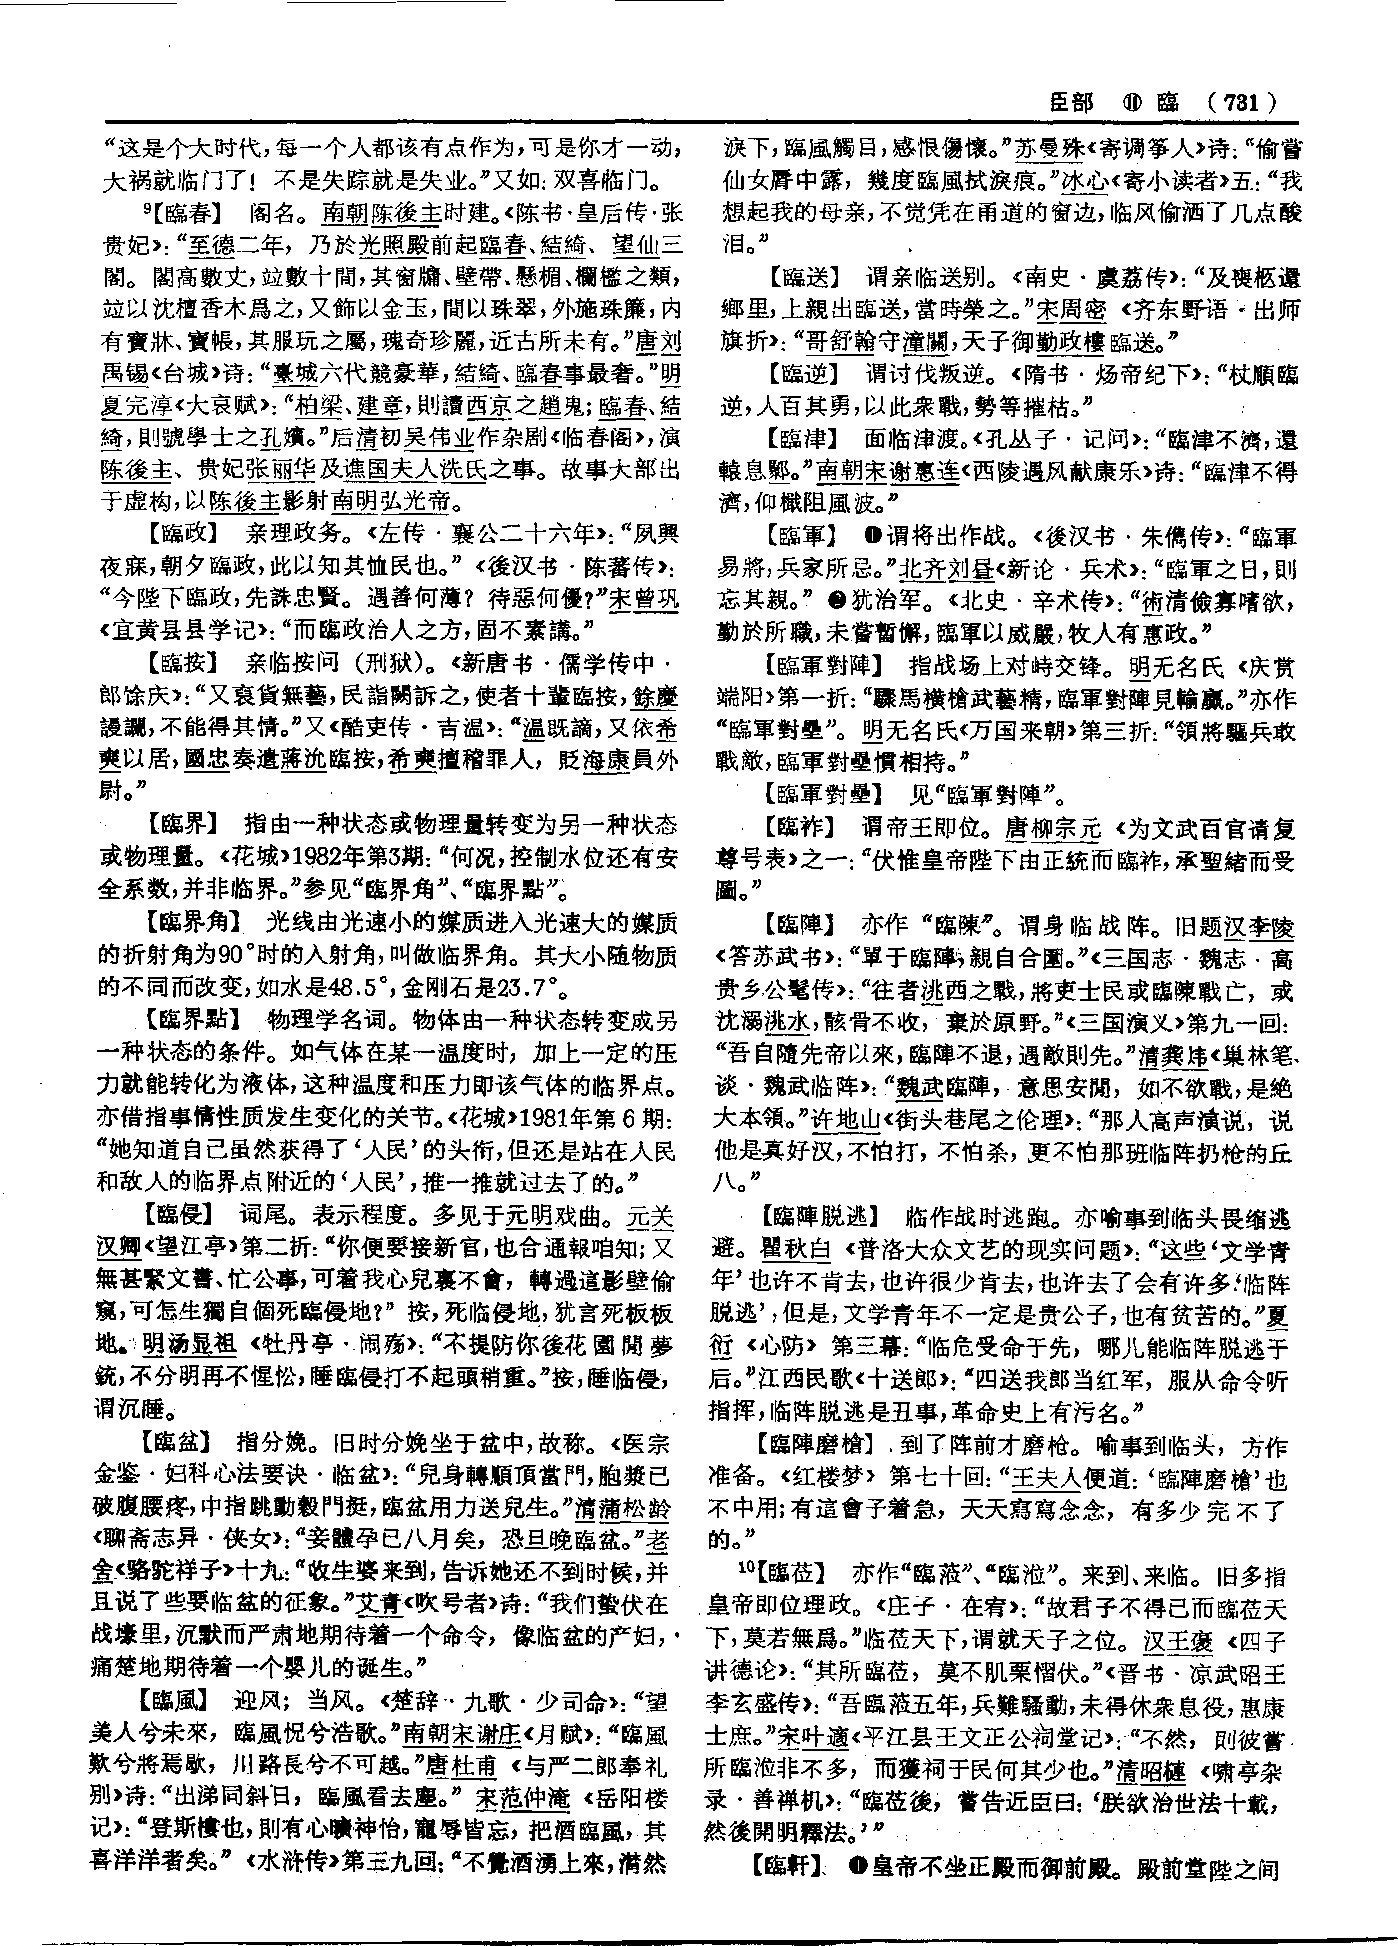 臣部 ⑪ 臨 (731)
“这是个大时代，每一个人都该有点作为，可是你才一动，
大祸就临门了！ 不是失踪就是失业。”又如：双喜临门。
⁹【臨春】 阁名。南朝陈後主时建。《陈书·皇后传·张
贵妃》：“至德二年，乃於光照殿前起臨春、結綺、望仙三
閣。閣高數丈，竝數十間，其窗牖、壁帶、懸楣、欄檻之類，
竝以沈檀香木爲之，又飾以金玉，間以珠翠，外施珠簾，内
有寶牀、寶帳，其服玩之屬，瑰奇珍麗，近古所未有。”唐刘
禹锡《台城》诗：“臺城六代競豪華，結綺、臨春事最奢。”明
夏完淳《大哀赋》：“柏梁、建章，則讀西京之趙鬼；臨春、結
綺，則號學士之孔嬪。”后清初吴伟业作杂剧《临春阁》，演
陈後主、贵妃张丽华及谯国夫人洗氏之事。故事大部出
于虚构，以陈後主影射南明弘光帝。
【臨政】 亲理政务。《左传·襄公二十六年》：“夙興
夜寐，朝夕臨政，此以知其恤民也。”《後汉书·陈蕃传》：
“今陛下臨政，先誅忠賢。遇善何薄？待惡何優？”宋曾巩
《宜黄县县学记》：“而臨政治人之方，固不素講。”
【臨按】 亲临按问（刑狱）。《新唐书·儒学传中·
郎馀庆》：“又裒貨無藝，民詣闕訴之，使者十輩臨按，餘慶
謾讕，不能得其情。”又《酷吏传·吉温》：“温既謫，又依希
奭以居，國忠奏遣蔣沇臨按，希奭擅稽罪人，貶海康員外
尉。”
【臨界】 指由一种状态或物理量转变为另一种状态
或物理量。《花城》1982年第3期：“何况，控制水位还有安
全系数，并非临界。”参见“臨界角”、“臨界點”。
【臨界角】 光线由光速小的媒质进入光速大的媒质
的折射角为90°时的入射角，叫做临界角。其大小随物质
的不同而改变，如水是48.5°，金刚石是23.7°。
【臨界點】 物理学名词。物体由一种状态转变成另
一种状态的条件。如气体在某一温度时，加上一定的压
力就能转化为液体，这种温度和压力即该气体的临界点。
亦借指事情性质发生变化的关节。《花城》1981年第6期：
“她知道自己虽然获得了‘人民’的头衔，但还是站在人民
和敌人的临界点附近的‘人民’，推一推就过去了的。”
【臨侵】 词尾。表示程度。多见于元明戏曲。元关
汉卿《望江亭》第二折：“你便要接新官，也合通報咱知；又
無甚緊文書、忙公事，可着我心兒裏不會，轉過這影壁偷
窺，可怎生獨自個死臨侵地？”按，死临侵地，犹言死板板
地。明汤显祖《牡丹亭·闹殇》：“不提防你後花園閒夢
銃，不分明再不惺忪，睡臨侵打不起頭梢重。”按，睡临侵，
谓沉睡。
【臨盆】 指分娩。旧时分娩坐于盆中，故称。《医宗
金鉴·妇科心法要诀·临盆》：“兒身轉順頂當門，胞漿已
破腹腰疼，中指跳動穀門挺，臨盆用力送兒生。”清蒲松龄
《聊斋志异·侠女》：“妾體孕已八月矣，恐旦晚臨盆。”老
舍《骆驼祥子》十九：“收生婆来到，告诉她还不到时候，并
且说了些要临盆的征象。”艾青《吹号者》诗：“我们蛰伏在
战壕里，沉默而严肃地期待着一个命令，像临盆的产妇，
痛楚地期待着一个婴儿的诞生。”
【臨風】 迎风；当风。《楚辞·九歌·少司命》：“望
美人兮未來，臨風怳兮浩歌。”南朝宋谢庄《月赋》：“臨風
歎兮將焉歇，川路長兮不可越。”唐杜甫《与严二郎奉礼
别》诗：“出涕同斜日，臨風看去塵。”宋范仲淹《岳阳楼
记》：“登斯樓也，則有心曠神怡，寵辱皆忘，把酒臨風，其
喜洋洋者矣。”《水浒传》第三九回：“不覺酒湧上來，潸然
淚下，臨風觸目，感恨傷懷。”苏曼殊《寄调筝人》诗：“偷嘗
仙女脣中露，幾度臨風拭淚痕。”冰心《寄小读者》五：“我
想起我的母亲，不觉凭在甬道的窗边，临风偷洒了几点酸
泪。”
【臨送】 谓亲临送别。《南史·虞荔传》：“及喪柩還
鄉里，上親出臨送，當時榮之。”宋周密《齐东野语·出师
旗折》：“哥舒翰守潼關，天子御勤政樓臨送。”
【臨逆】 谓讨伐叛逆。《隋书·炀帝纪下》：“杖順臨
逆，人百其勇，以此衆戰，勢等摧枯。”
【臨津】 面临津渡。《孔丛子·记问》：“臨津不濟，還
轅息鄹。”南朝宋谢惠连《西陵遇风献康乐》诗：“臨津不得
濟，佇檝阻風波。”
【臨軍】 ❶谓将出作战。《後汉书·朱儁传》：“臨軍
易將，兵家所忌。”北齐刘昼《新论·兵术》：“臨軍之日，則
忘其親。”❷犹治军。《北史·辛术传》：“術清儉寡嗜欲，
勤於所職，未嘗暫懈，臨軍以威嚴，牧人有惠政。”
【臨軍對陣】 指战场上对峙交锋。明无名氏《庆赏
端阳》第一折：“驟馬横槍武藝精，臨軍對陣見輸贏。”亦作
“臨軍對壘”。明无名氏《万国来朝》第三折：“領將驅兵敢
戰敵，臨軍對壘慣相持。”
【臨軍對壘】 见“臨軍對陣”。
【臨祚】 谓帝王即位。唐柳宗元《为文武百官请复
尊号表》之一：“伏惟皇帝陛下由正統而臨祚，承聖緒而受
圖。”
【臨陣】 亦作“臨陳”。谓身临战阵。旧题汉李陵
《答苏武书》：“單于臨陣，親自合圍。”《三国志·魏志·高
贵乡公髦传》：“往者洮西之戰，將吏士民或臨陳戰亡，或
沈溺洮水，骸骨不收，棄於原野。”《三国演义》第九一回：
“吾自隨先帝以來，臨陣不退，遇敵則先。”清龚炜《巢林笔
谈·魏武临阵》：“魏武臨陣，意思安閒，如不欲戰，是絶
大本領。”许地山《街头巷尾之伦理》：“那人高声演说，说
他是真好汉，不怕打，不怕杀，更不怕那班临阵扔枪的丘
八。”
【臨陣脱逃】 临作战时逃跑。亦喻事到临头畏缩逃
避。瞿秋白《普洛大众文艺的现实问题》：“这些‘文学青
年’也许不肯去，也许很少肯去，也许去了会有许多‘临阵
脱逃’，但是，文学青年不一定是贵公子，也有贫苦的。”夏
衍《心防》第三幕：“临危受命于先，哪儿能临阵脱逃于
后。”江西民歌《十送郎》：“四送我郎当红军，服从命令听
指挥，临阵脱逃是丑事，革命史上有污名。”
【臨陣磨槍】 到了阵前才磨枪。喻事到临头，方作
准备。《红楼梦》第七十回：“王夫人便道：‘臨陣磨槍’也
不中用；有這會子着急，天天寫寫念念，有多少完不了
的。”
¹⁰【臨莅】 亦作“臨蒞”、“臨涖”。来到、来临。旧多指
皇帝即位理政。《庄子·在宥》：“故君子不得已而臨莅天
下，莫若無爲。”临莅天下，谓就天子之位。汉王褒《四子
讲德论》：“其所臨莅，莫不肌栗慴伏。”《晋书·凉武昭王
李玄盛传》：“吾臨蒞五年，兵難騷動，未得休衆息役，惠康
士庶。”宋叶適《平江县王文正公祠堂记》：“不然，則彼嘗
所臨涖非不多，而獲祠于民何其少也。”清昭槤《啸亭杂
录·善禅机》：“臨莅後，嘗告近臣曰：‘朕欲治世法十載，
然後開明釋法。’”
【臨軒】 ❶皇帝不坐正殿而御前殿。殿前堂陛之间